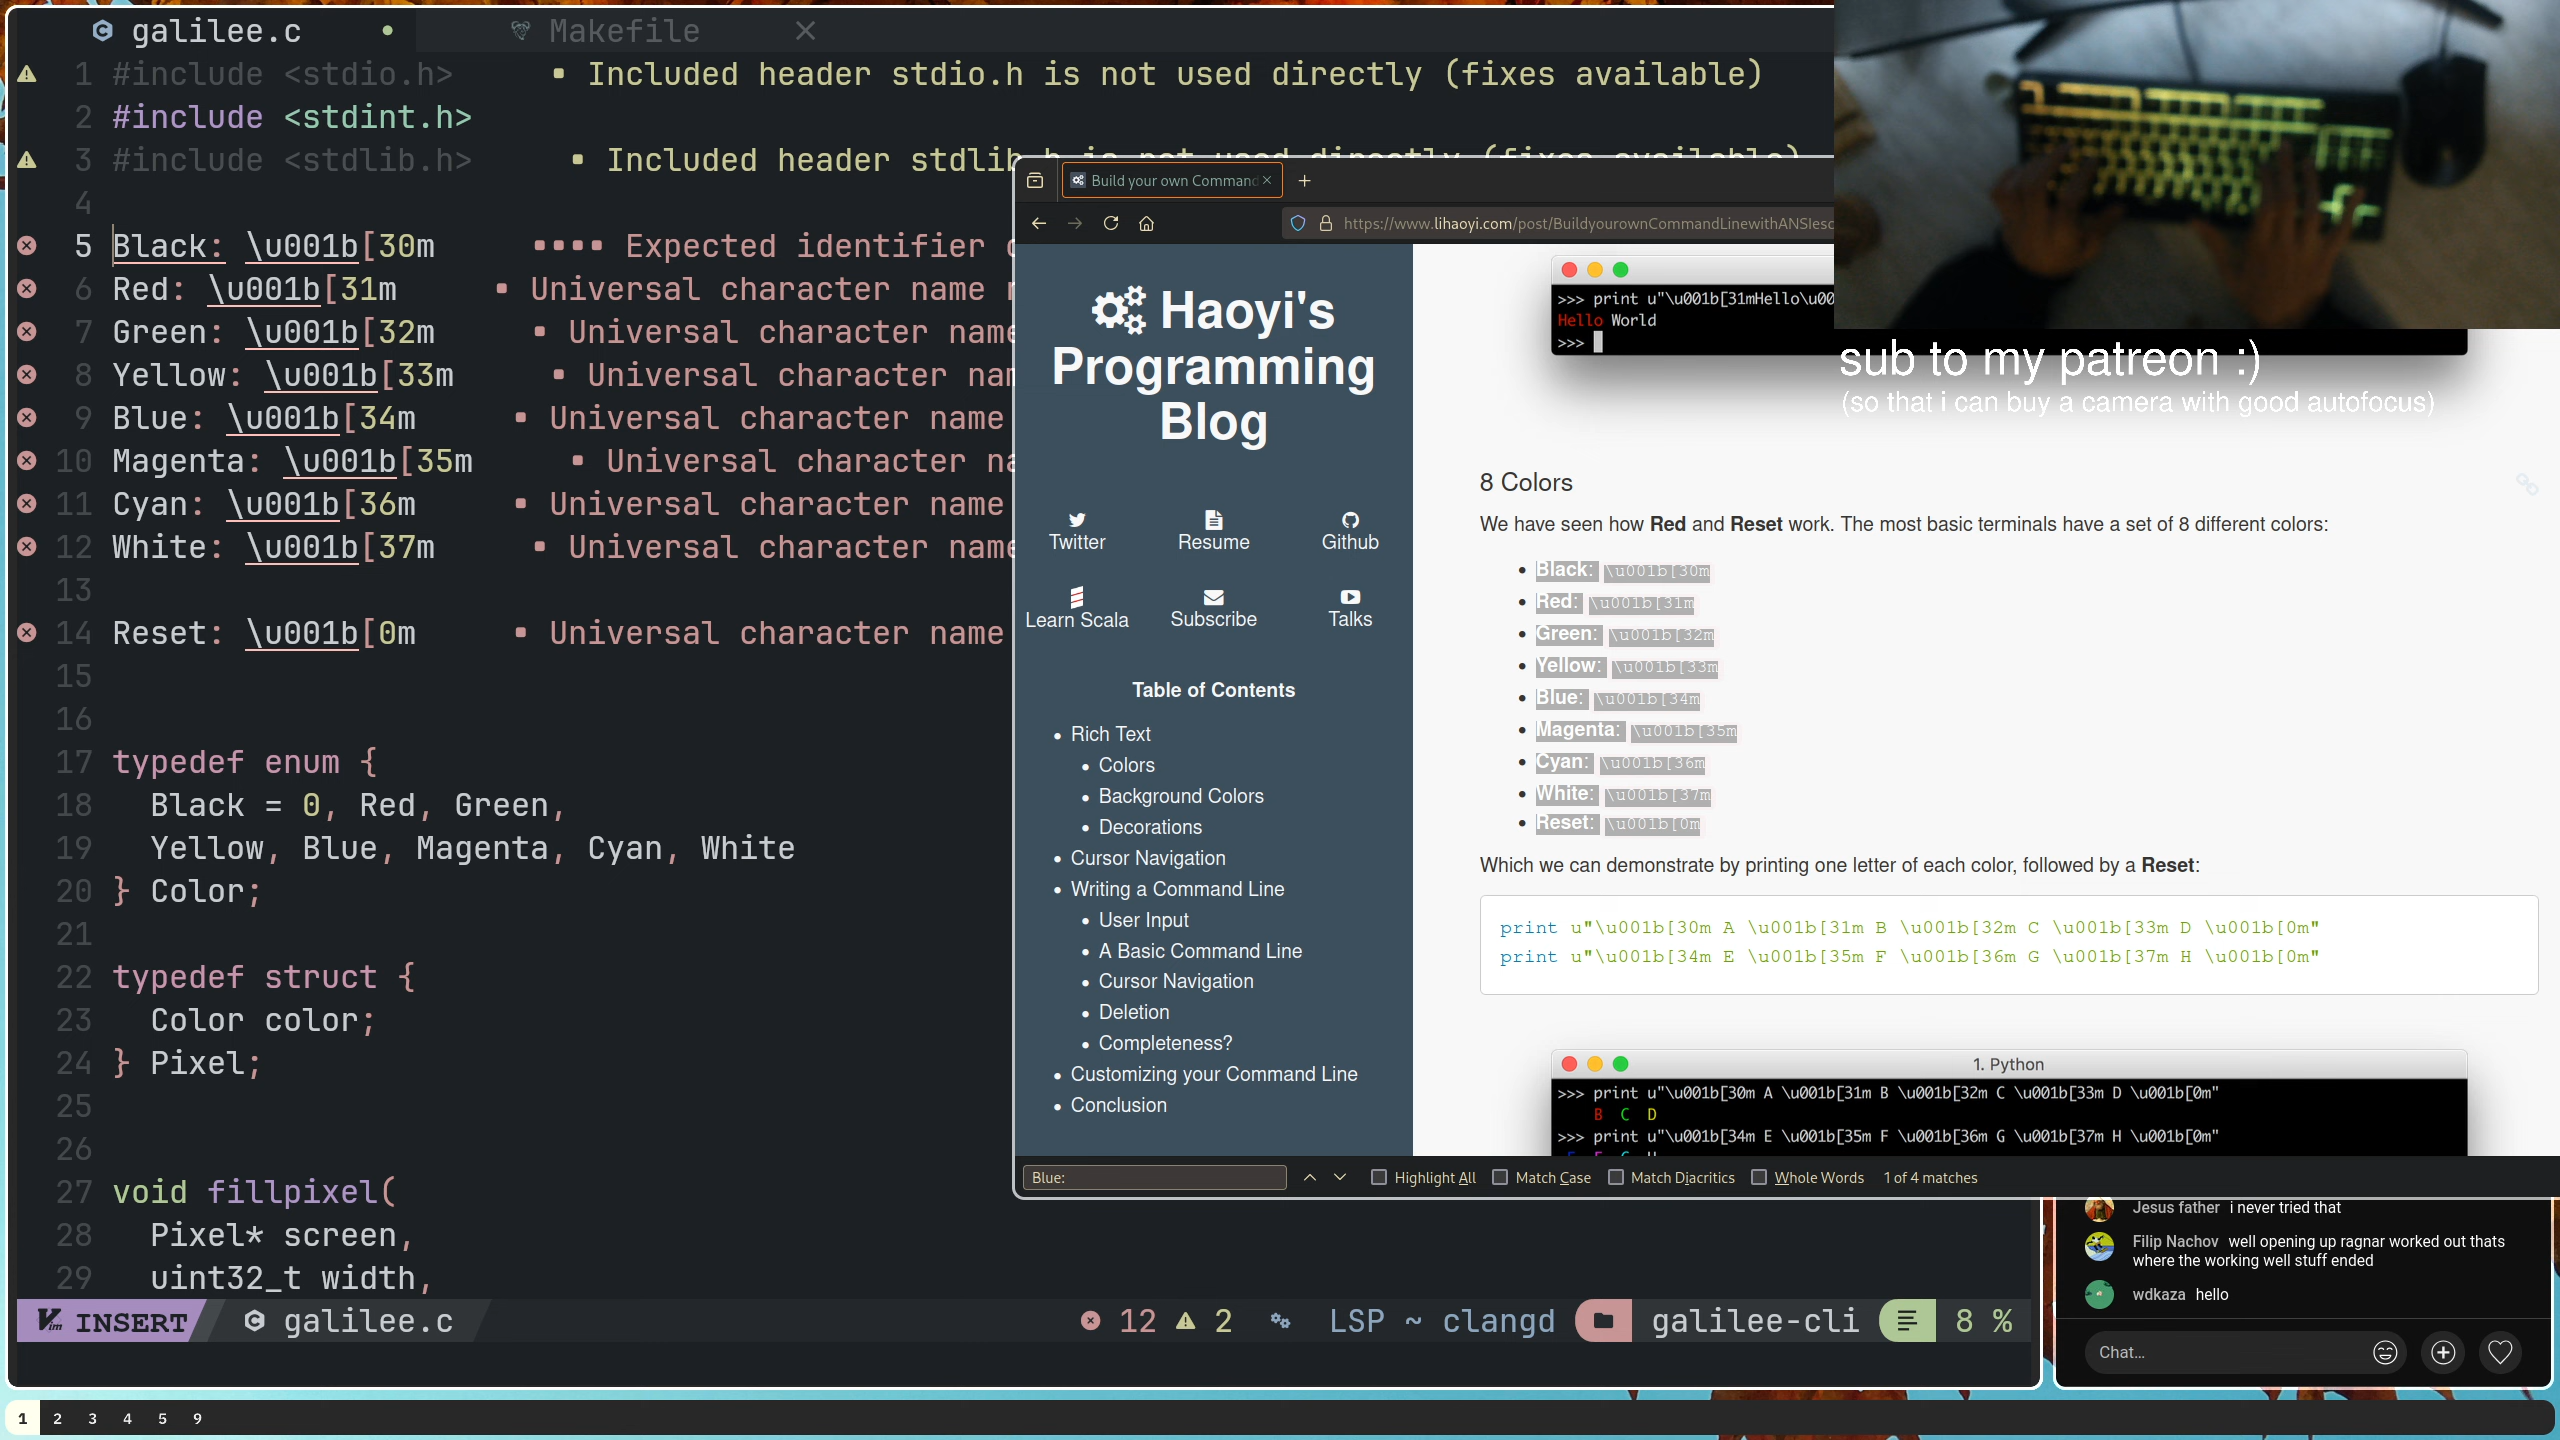 galilee.c
Makefile
1 #include <stdio.h> Included header stdio.h is not used directly (fixes available)
2 #include <stdint.h>
3 #include <stdlib.h> Included header stdlib.h is not used directly (fixes available)
4
5 Black: \u001b[30m Expected identifier
6 Red: \u001b[31m Universal character name
7 Green: \u001b[32m Universal character name
8 Yellow: \u001b[33m Universal character
9 Blue: \u001b[34m Universal character name
10 Magenta: \u001b[35m Universal character
11 Cyan: \u001b[36m Universal character name
12 White: \u001b[37m Universal character name
13
14 Reset: \u001b[0m Universal character name
15
16
17 typedef enum {
18 Black = 0, Red, Green,
19 Yellow, Blue, Magenta, Cyan, White
20 } Color;
21
22 typedef struct {
23 Color color;
24 } Pixel;
25
26
27 void fillpixel(
28 Pixel* screen,
29 uint32_t width,
INSERT galilee.c 12 2 LSP ~ clangd galilee-cli 8 %
1 2 3 4 5 9
Build your own Command
https://www.lihaoyi.com/post/BuildyourownCommandLinewithANSIesc
Haoyi's
Programming
Blog
Twitter Resume Github
Learn Scala Subscribe Talks
Table of Contents
Rich Text
Colors
Background Colors
Decorations
Cursor Navigation
Writing a Command Line
User Input
A Basic Command Line
Cursor Navigation
Deletion
Completeness?
Customizing your Command Line
Conclusion
>>> print u"\u001b[31mHello\u00
Hello World
>>>
sub to my patreon :)
(so that i can buy a camera with good autofocus)
8 Colors
We have seen how Red and Reset work. The most basic terminals have a set of 8 different colors:
Black: \u001b[30m
Red: \u001b[31m
Green: \u001b[32m
Yellow: \u001b[33m
Blue: \u001b[34m
Magenta: \u001b[35m
Cyan: \u001b[36m
White: \u001b[37m
Reset: \u001b[0m
Which we can demonstrate by printing one letter of each color, followed by a Reset:
print u"\u001b[30m A \u001b[31m B \u001b[32m C \u001b[33m D \u001b[0m"
print u"\u001b[34m E \u001b[35m F \u001b[36m G \u001b[37m H \u001b[0m"
1. Python
>>> print u"\u001b[30m A \u001b[31m B \u001b[32m C \u001b[33m D \u001b[0m"
B C D
>>> print u"\u001b[34m E \u001b[35m F \u001b[36m G \u001b[37m H \u001b[0m"
Blue: Highlight All Match Case Match Diacritics Whole Words 1 of 4 matches
Jesus father i never tried that
Filip Nachov well opening up ragnar worked out thats
where the working well stuff ended
wdkaza hello
Chat...